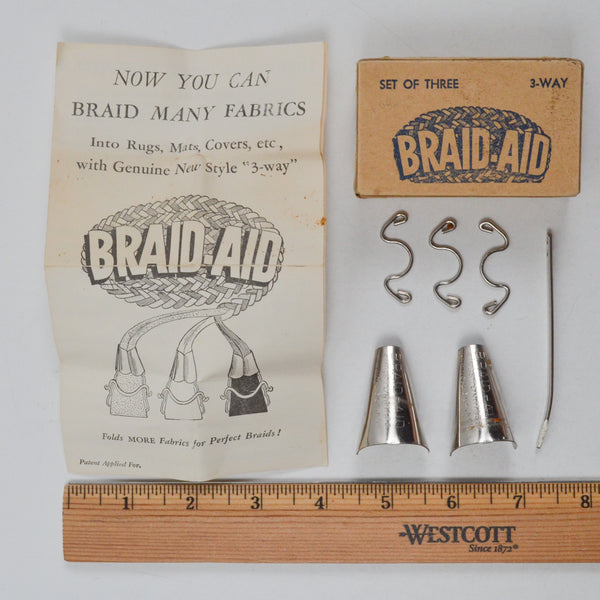 NOW YOU CAN
BRAID MANY FABRICS
Into Rugs, Mats, Covers, etc,
with Genuine New Style "3-way"
BRAID-AID
Folds MORE Fabrics for Perfect Braids!
Patent Applied For.
SET OF THREE 3-WAY
BRAID-AID
1 2 3 4 5 6 7 8
WESTCOTT
Since 1872®